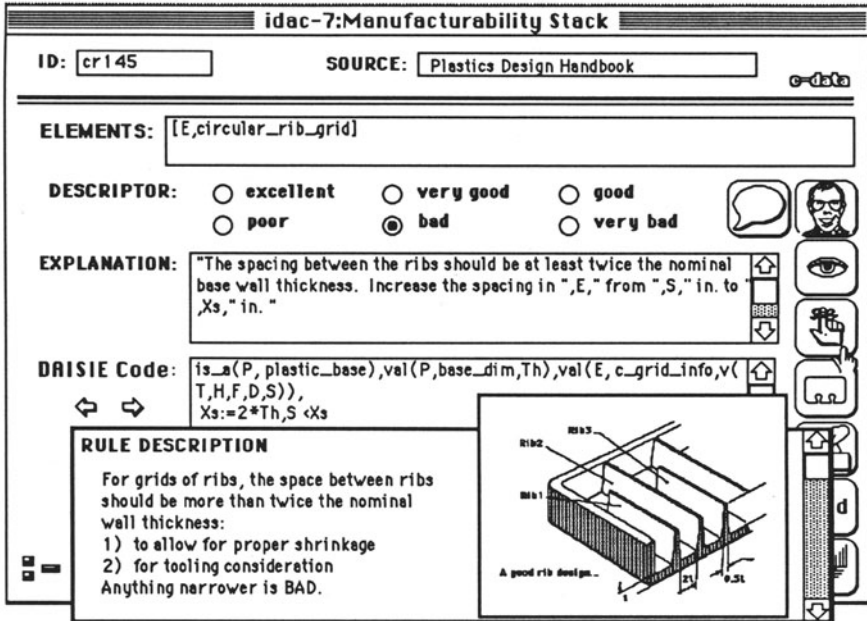 idac-7:Manufacturability Stack
ID: cr145
SOURCE: Plastics Design Handbook
data
ELEMENTS: [E,circular_rib_grid]
DESCRIPTOR: excellent very good good
poor bad very bad
EXPLANATION: "The spacing between the ribs should be at least twice the nominal
base wall thickness. Increase the spacing in ",E," from ",S," in. to "
,Xs," in. "
DAISIE Code: is_a(P, plastic_base),val(P,base_dim,Th),val(E, c_grid_info,v(
T,H,F,D,S)),
Xs:=2*Th,S <Xs
RULE DESCRIPTION
For grids of ribs, the space between ribs
should be more than twice the nominal
wall thickness:
1) to allow for proper shrinkage
2) for tooling consideration
Anything narrower is BAD.
Rib3
Rib2
Rib1
A good rib design...
2t
0.5t
d